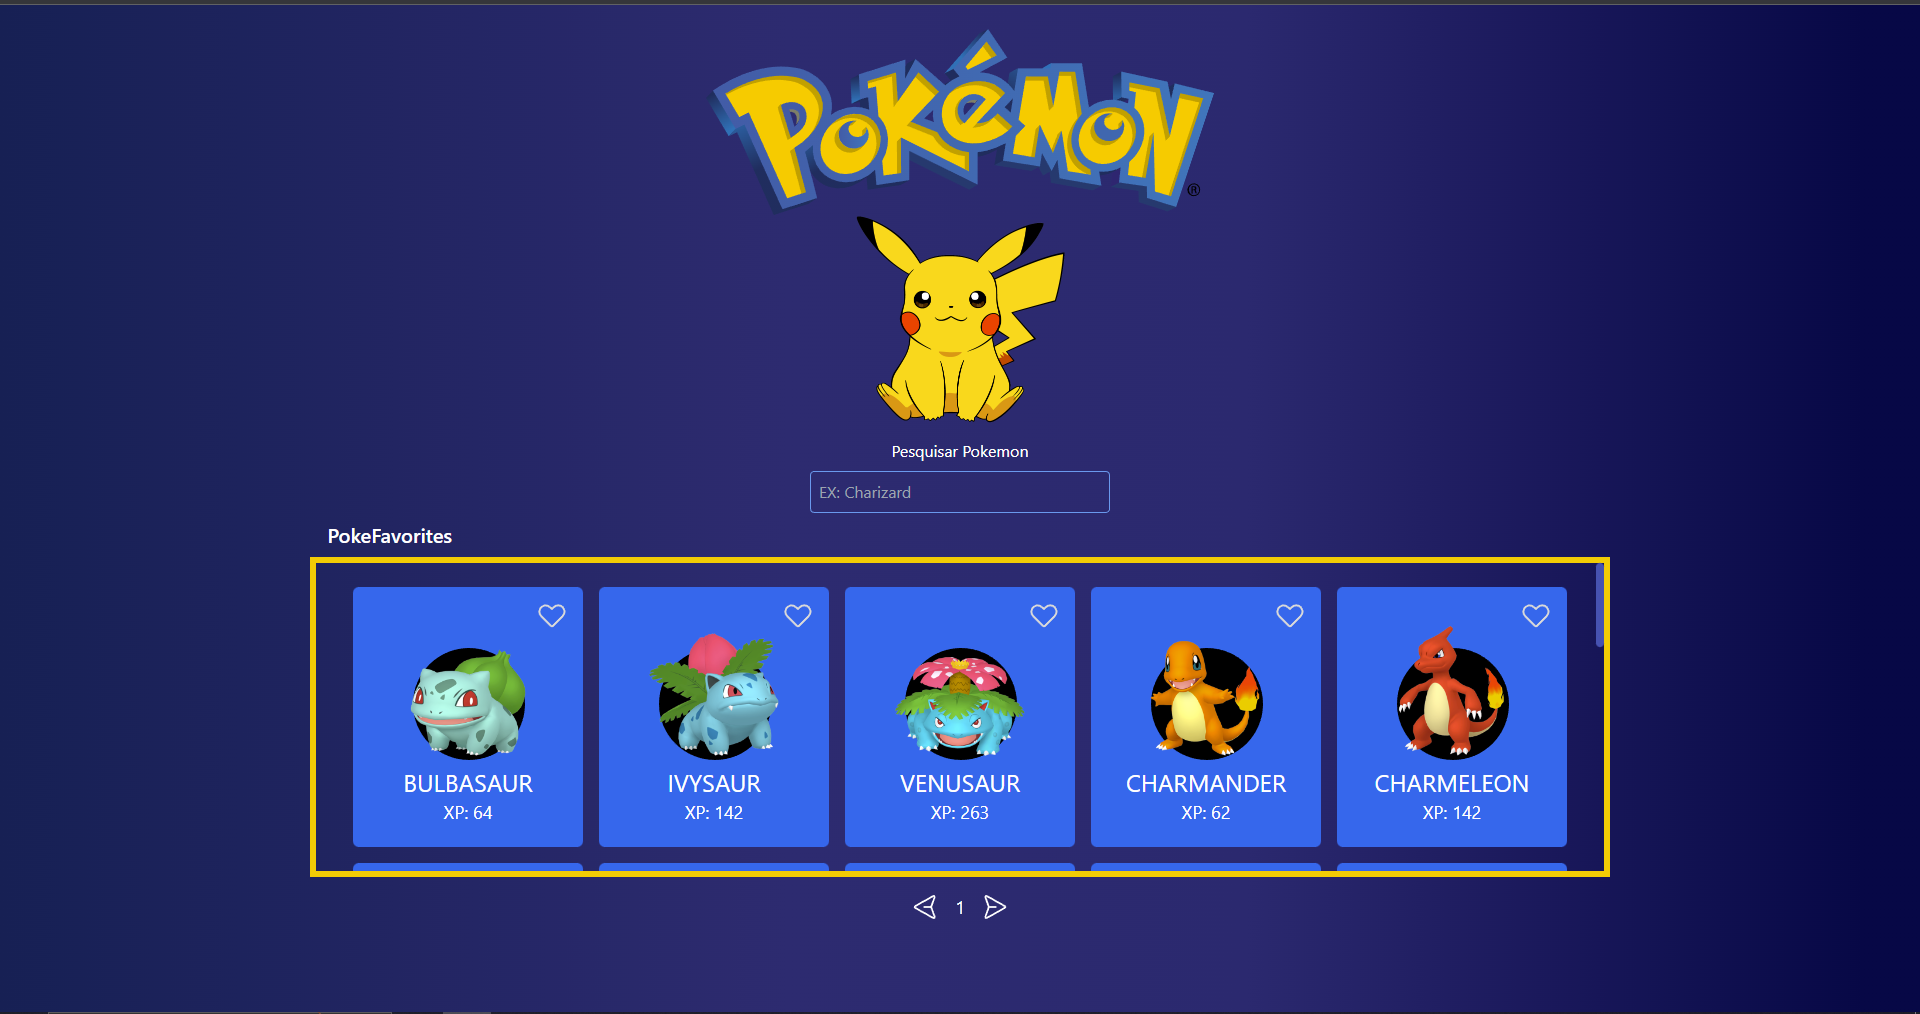 POKéMON
®
Pesquisar Pokemon
EX: Charizard
PokeFavorites
BULBASAUR
XP: 64
IVYSAUR
XP: 142
VENUSAUR
XP: 263
CHARMANDER
XP: 62
CHARMELEON
XP: 142
1